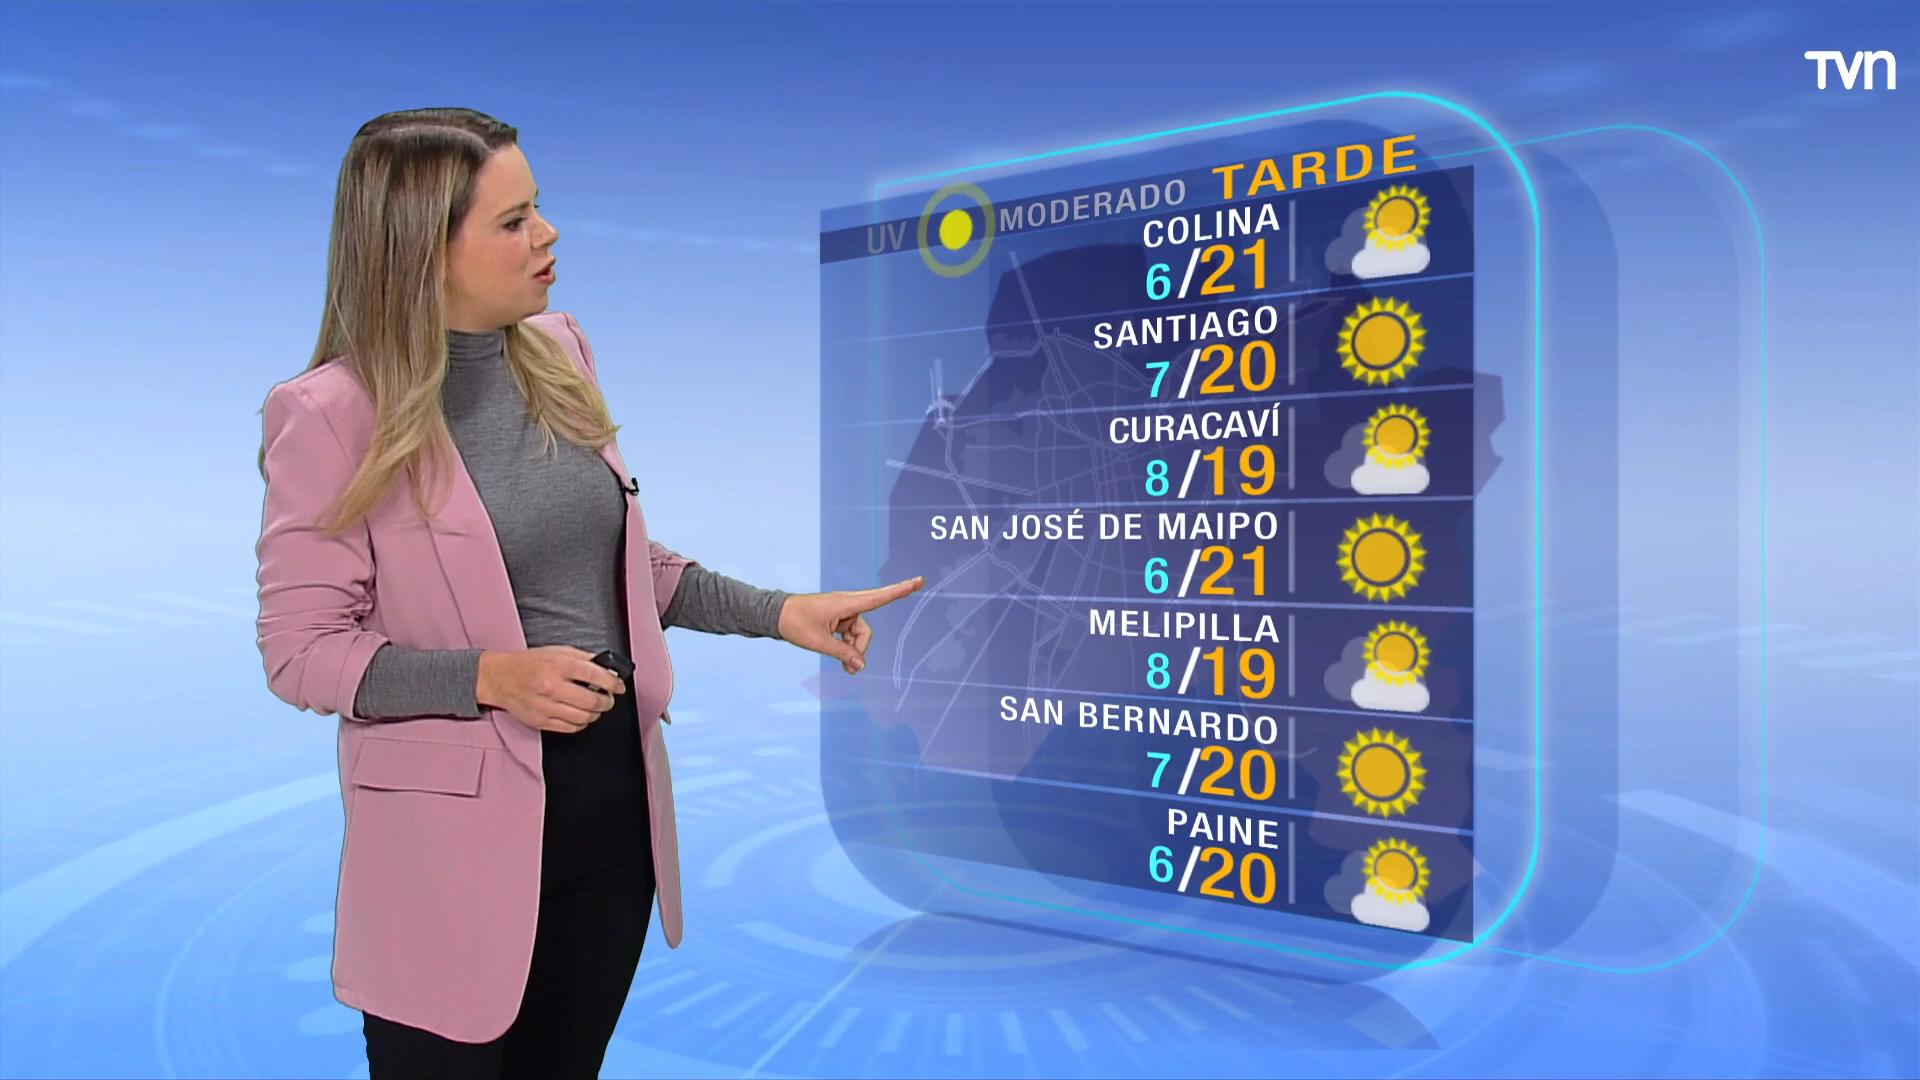 TVN
UV MODERADO TARDE
COLINA
6/21
SANTIAGO
7/20
CURACAVÍ
8/19
SAN JOSÉ DE MAIPO
6/21
MELIPILLA
8/19
SAN BERNARDO
7/20
PAINE
6/20